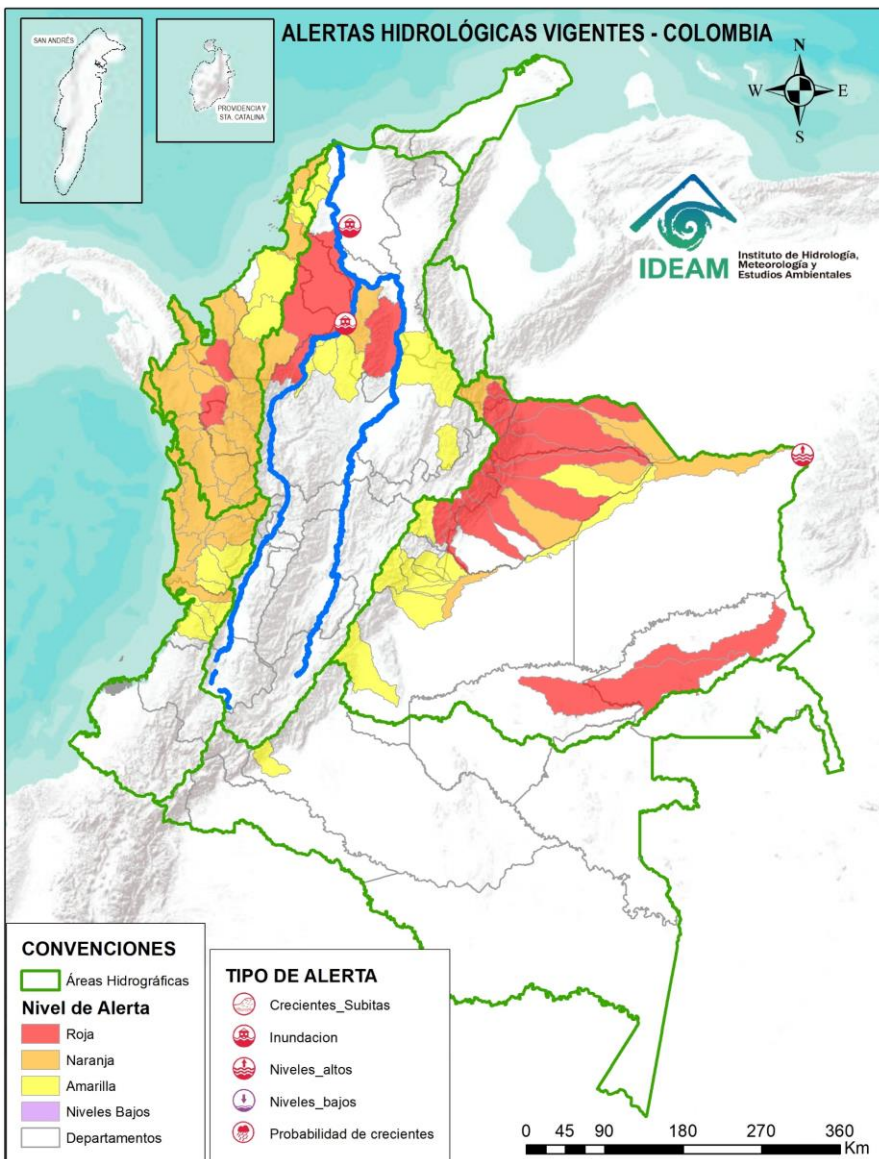 ALERTAS HIDROLÓGICAS VIGENTES - COLOMBIA
SAN ANDRÉS
PROVIDENCIA Y
STA. CATALINA
N
W
E
S
IDEAM
Instituto de Hidrología,
Meteorología y
Estudios Ambientales
CONVENCIONES
Áreas Hidrográficas
Nivel de Alerta
Roja
Naranja
Amarilla
Niveles Bajos
Departamentos
TIPO DE ALERTA
Crecientes_Subitas
Inundacion
Niveles_altos
Niveles_bajos
Probabilidad de crecientes
0 45 90 180 270 360
Km